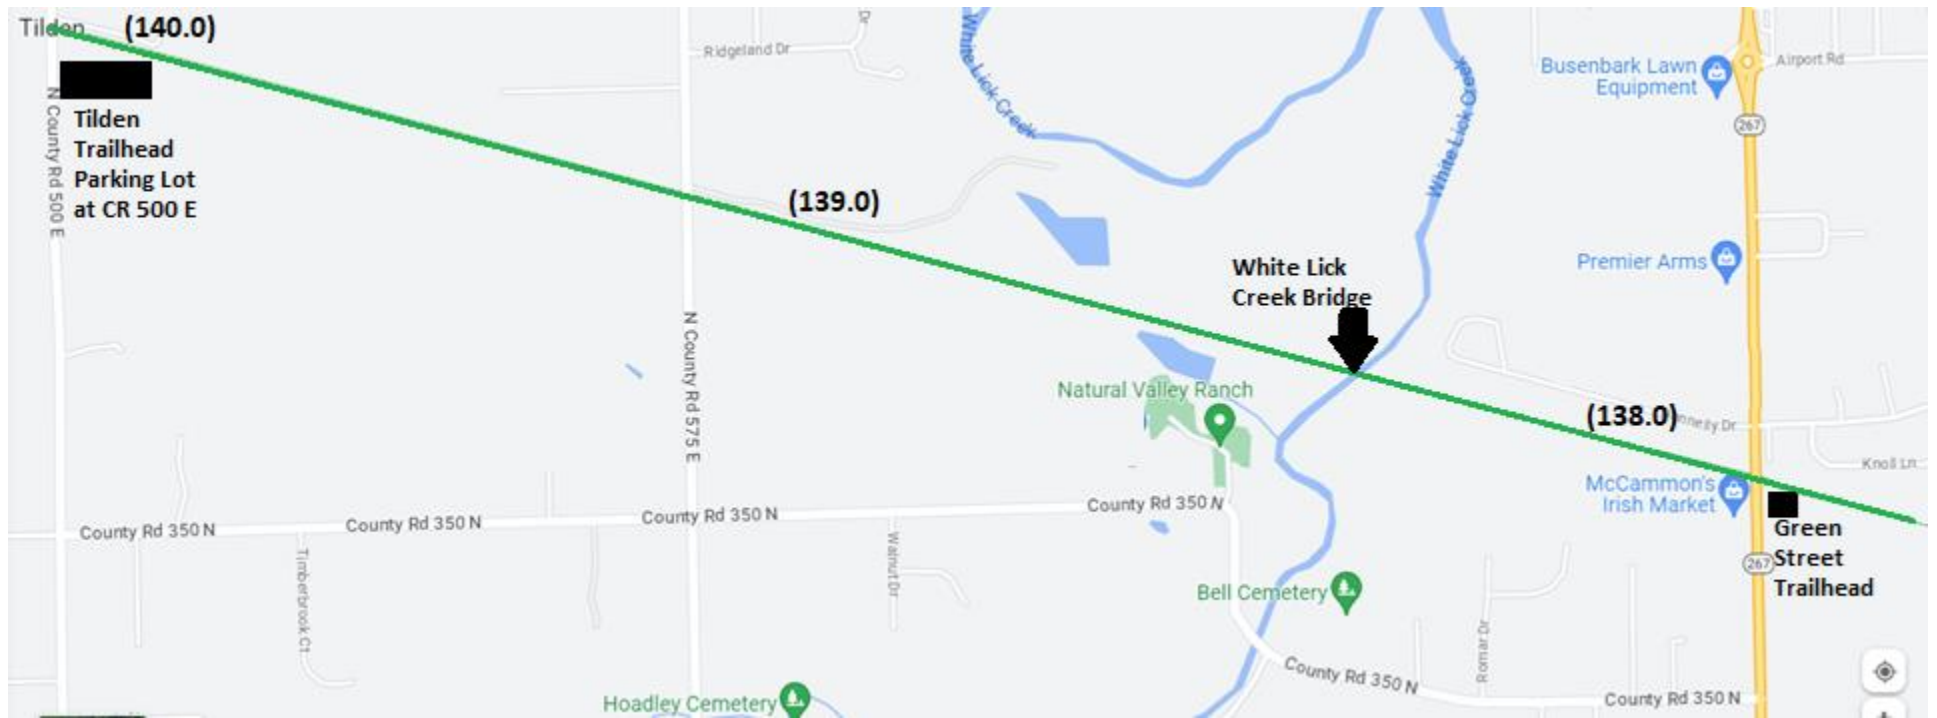 Tilden
(140.0)
Dr
Ridgeland Dr
White Lick Creek
White Lick Creek
Busenbark Lawn
Equipment
Airport Rd
267
Tilden
Trailhead
Parking Lot
at CR 500 E
N County Rd 500 E
(139.0)
White Lick
Creek Bridge
Premier Arms
N County Rd 575 E
Natural Valley Ranch
(138.0)
Knoll Ln
McCammon's
Irish Market
County Rd 350 N
County Rd 350 N
County Rd 350 N
County Rd 350 N
Green
Street
Trailhead
267
Timberbrook Ct
Walnut Dr
Bell Cemetery
Romar Dr
County Rd 350 N
County Rd 350 N
Hoadley Cemetery